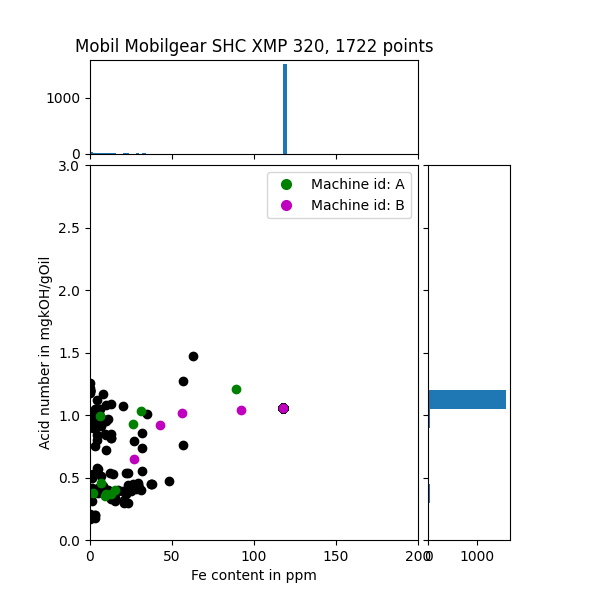 Mobil Mobilgear SHC XMP 320, 1722 points
1000
0
3.0
2.5
2.0
1.5
1.0
0.5
0.0
Acid number in mgkOH/gOil
Machine id: A
Machine id: B
0 50 100 150 200
0 1000
Fe content in ppm